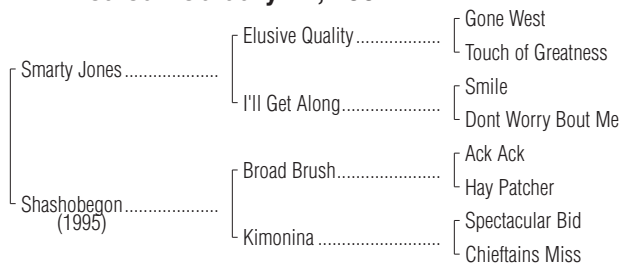 Gone West
Elusive Quality....................
Touch of Greatness
Smarty Jones......................
Smile
I'll Get Along.......................
Dont Worry Bout Me
Ack Ack
Broad Brush........................
Hay Patcher
Shashobegon......................
(1995)
Spectacular Bid
Kimonina............................
Chieftains Miss